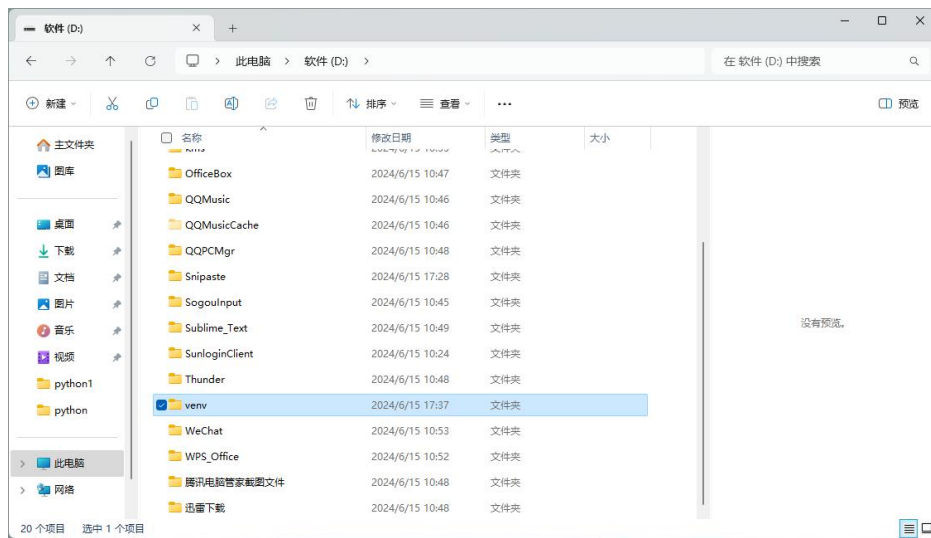 软件 (D:)
此电脑 > 软件 (D:) >
在 软件 (D:) 中搜索
新建 排序 查看 ... 预览
主文件夹
图库
桌面
下载
文档
图片
音乐
视频
python1
python
此电脑
网络
名称 修改日期 类型 大小
OfficeBox 2024/6/15 10:47 文件夹
QQMusic 2024/6/15 10:46 文件夹
QQMusicCache 2024/6/15 10:46 文件夹
QQPCMgr 2024/6/15 10:48 文件夹
Snipaste 2024/6/15 17:28 文件夹
SogouInput 2024/6/15 10:45 文件夹
Sublime_Text 2024/6/15 10:49 文件夹
SunloginClient 2024/6/15 10:24 文件夹
Thunder 2024/6/15 10:48 文件夹
venv 2024/6/15 17:37 文件夹
WeChat 2024/6/15 10:53 文件夹
WPS_Office 2024/6/15 10:52 文件夹
腾讯电脑管家截图文件 2024/6/15 10:48 文件夹
迅雷下载 2024/6/15 10:48 文件夹
没有预览。
20 个项目 选中 1 个项目